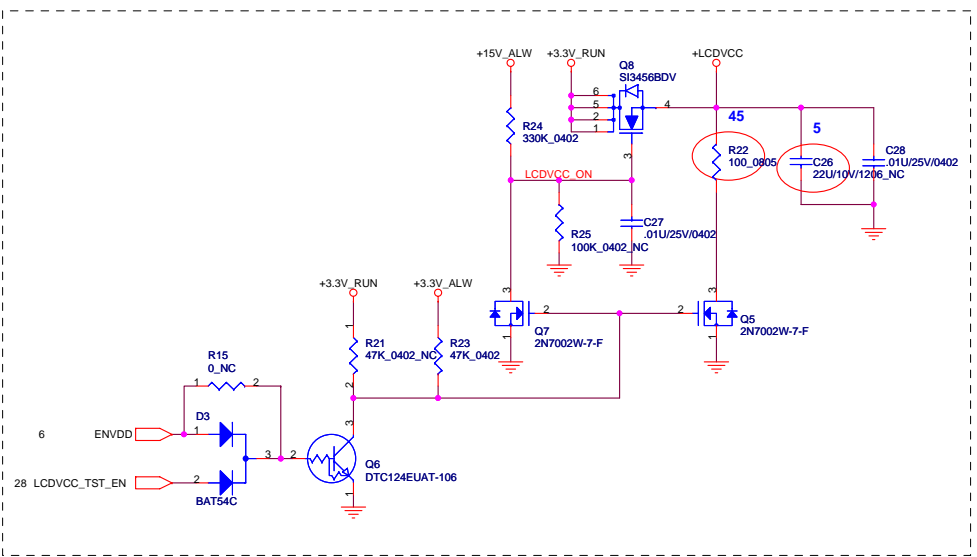 +15V_ALW +3.3V_RUN +LCDVCC
Q8
SI3456BDV
6
5
2
1
4
3
45
5
R24
330K_0402
R22
100_0805
C26
22U/10V/1206_NC
C28
.01U/25V/0402
LCDVCC_ON
R25
100K_0402_NC
C27
.01U/25V/0402
+3.3V_RUN +3.3V_ALW
3
2
1
Q7
2N7002W-7-F
3
2
1
Q5
2N7002W-7-F
1
R21
47K_0402_NC
2
R23
47K_0402
R15
0_NC
1 2
D3
6 ENVDD 1
3 2
3
Q6
DTC124EUAT-106
1
28 LCDVCC_TST_EN 2
BAT54C